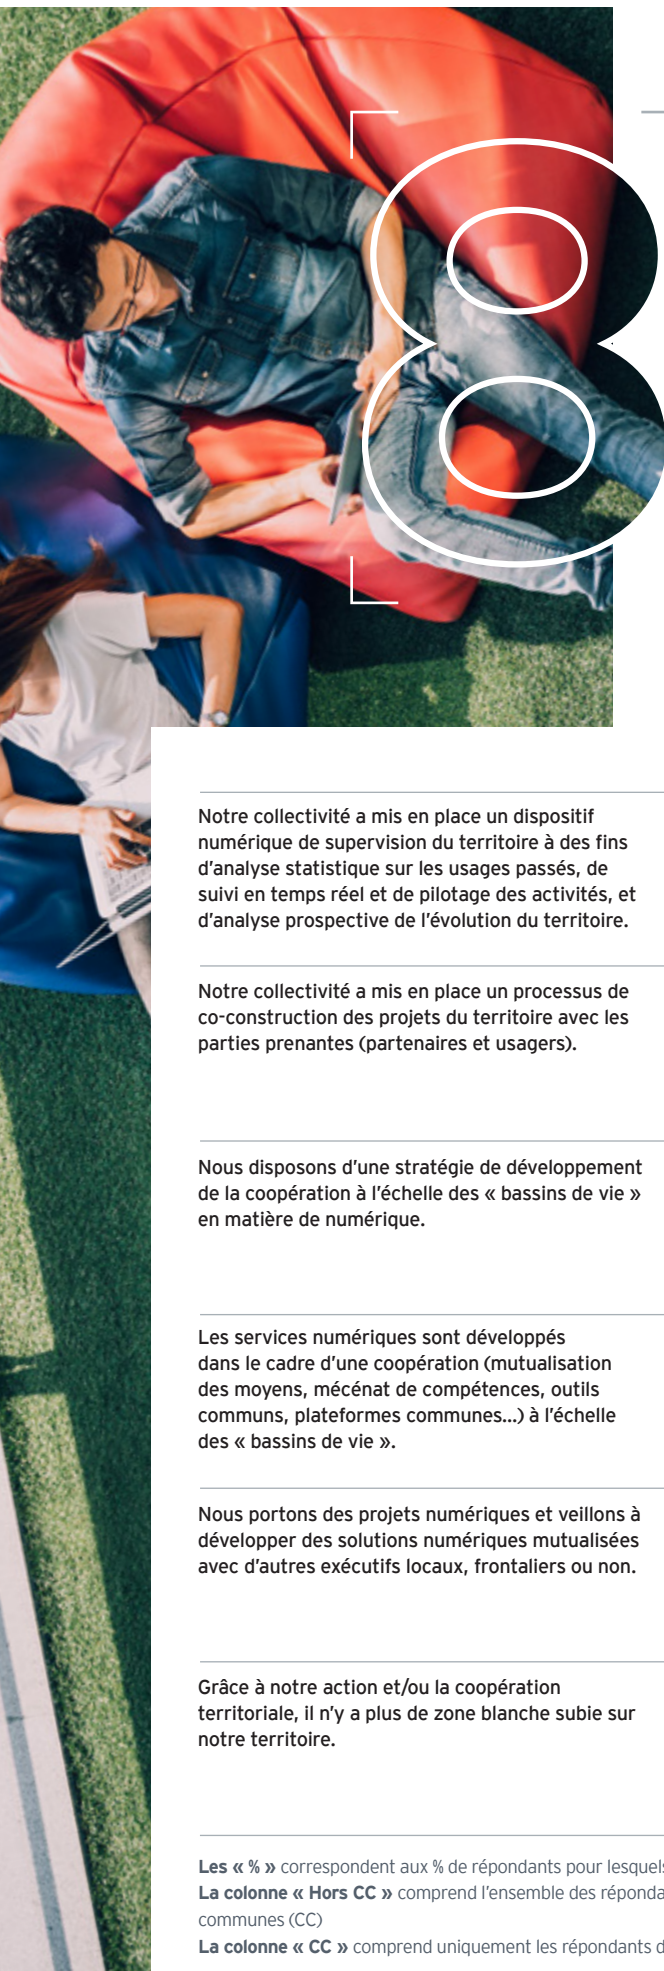 8
Notre collectivité a mis en place un dispositif
numérique de supervision du territoire à des fins
d’analyse statistique sur les usages passés, de
suivi en temps réel et de pilotage des activités, et
d’analyse prospective de l’évolution du territoire.
Notre collectivité a mis en place un processus de
co-construction des projets du territoire avec les
parties prenantes (partenaires et usagers).
Nous disposons d’une stratégie de développement
de la coopération à l’échelle des « bassins de vie »
en matière de numérique.
Les services numériques sont développés
dans le cadre d’une coopération (mutualisation
des moyens, mécénat de compétences, outils
communs, plateformes communes...) à l’échelle
des « bassins de vie ».
Nous portons des projets numériques et veillons à
développer des solutions numériques mutualisées
avec d’autres exécutifs locaux, frontaliers ou non.
Grâce à notre action et/ou la coopération
territoriale, il n’y a plus de zone blanche subie sur
notre territoire.
Les « % » correspondent aux % de répondants pour lesquels
La colonne « Hors CC » comprend l’ensemble des réponda
communes (CC)
La colonne « CC » comprend uniquement les répondants d